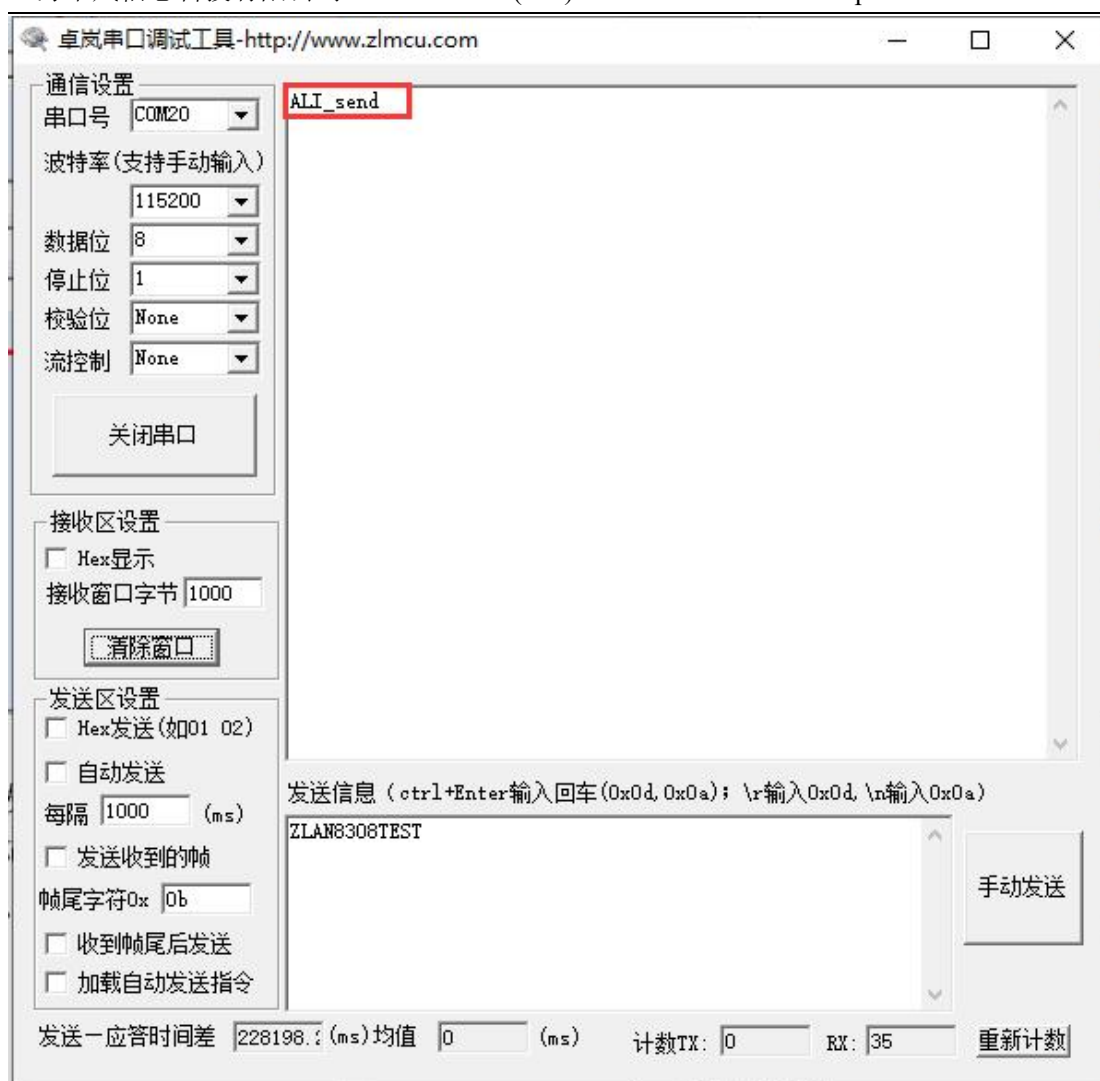 卓岚串口调试工具-http://www.zlmcu.com
通信设置
串口号 COM20
波特率(支持手动输入)
115200
数据位 8
停止位 1
校验位 None
流控制 None
关闭串口
接收区设置
Hex显示
接收窗口字节 1000
清除窗口
发送区设置
Hex发送(如01 02)
自动发送
每隔 1000 (ms)
发送收到的帧
帧尾字符0x 0b
收到帧尾后发送
加载自动发送指令
ALI_send
发送信息(ctrl+Enter输入回车(0x0d,0x0a); \r输入0x0d,\n输入0x0a)
ZLAN8308TEST
手动发送
发送一应答时间差 228198. (ms)均值 0 (ms) 计数TX: 0 RX: 35 重新计数